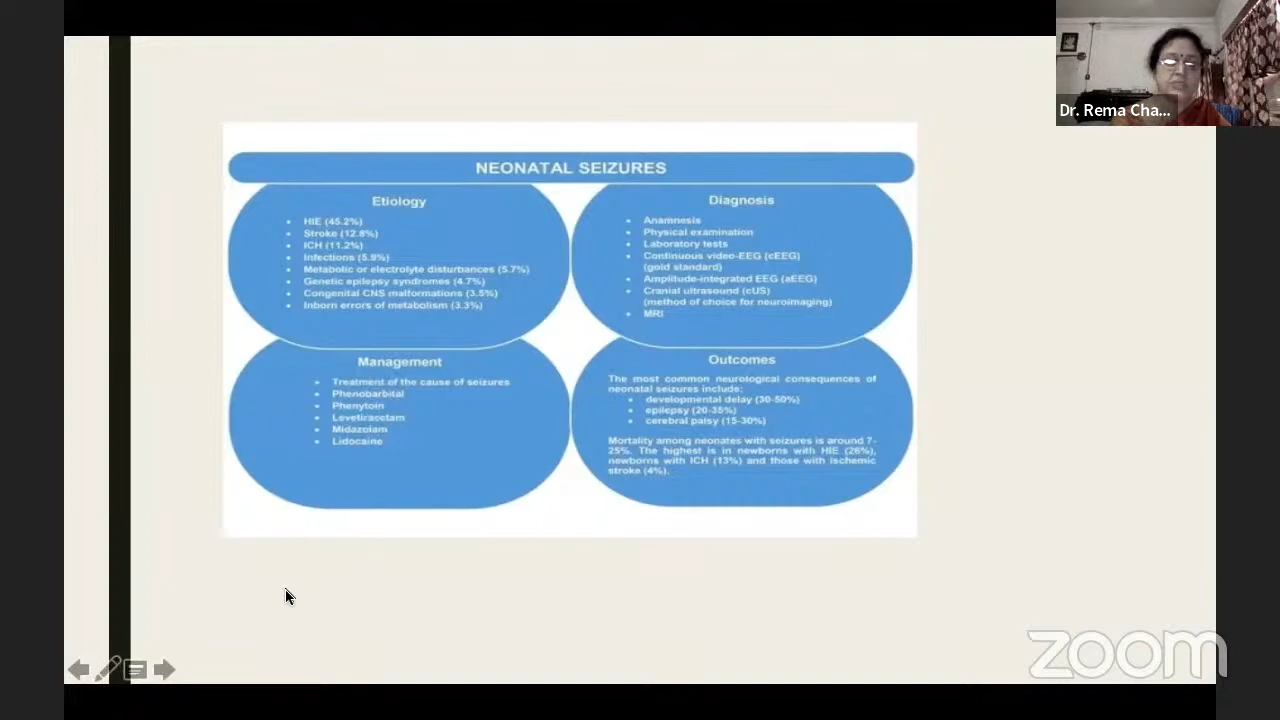 Dr. Rema Cha...
NEONATAL SEIZURES
Etiology
• HIE (45.2%)
• Stroke (12.8%)
• ICH (11.2%)
• Infections (5.9%)
• Metabolic or electrolyte disturbances (5.7%)
• Genetic epilepsy syndromes (4.7%)
• Congenital CNS malformations (3.5%)
• Inborn errors of metabolism (3.3%)
Diagnosis
• Anamnesis
• Physical examination
• Laboratory tests
• Continuous video-EEG (cEEG)
(gold standard)
• Amplitude-integrated EEG (aEEG)
• Cranial ultrasound (cUS)
(method of choice for neuroimaging)
• MRI
Management
• Treatment of the cause of seizures
• Phenobarbital
• Phenytoin
• Levetiracetam
• Midazolam
• Lidocaine
Outcomes
The most common neurological consequences of
neonatal seizures include:
• developmental delay (30-50%)
• epilepsy (20-35%)
• cerebral palsy (15-30%)
Mortality among neonates with seizures is around 7-
25%. The highest is in newborns with HIE (26%),
newborns with ICH (13%) and those with ischemic
stroke (4%).
zoom